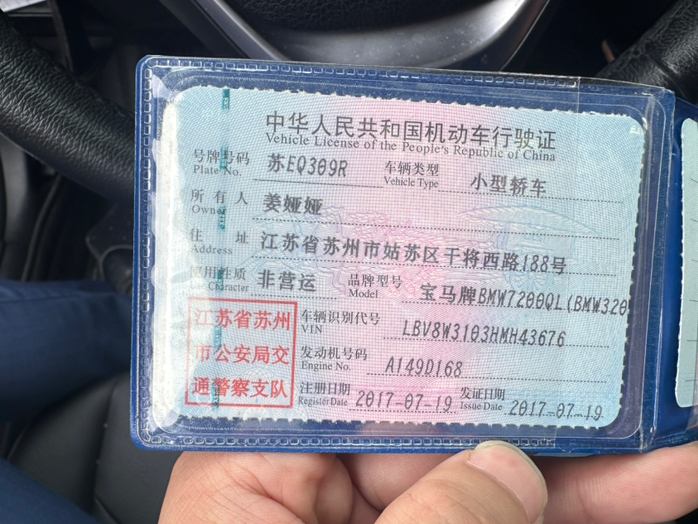 中华人民共和国机动车行驶证
Vehicle License of the People's Republic of China
号牌号码 苏EQ309R 车辆类型 小型轿车
Plate No. Vehicle Type
所有人 姜娅娅
Owner
住址 江苏省苏州市姑苏区干将西路188号
Address
使用性质 非营运 品牌型号 宝马牌BMW7200QL(BMW320
Use Character Model
江苏省苏州
市公安局交
通警察支队
车辆识别代号 LBV8W3103HMH43676
VIN
发动机号码 A149D168
Engine No.
注册日期 2017-07-19 发证日期 2017-07-19
Register Date Issue Date